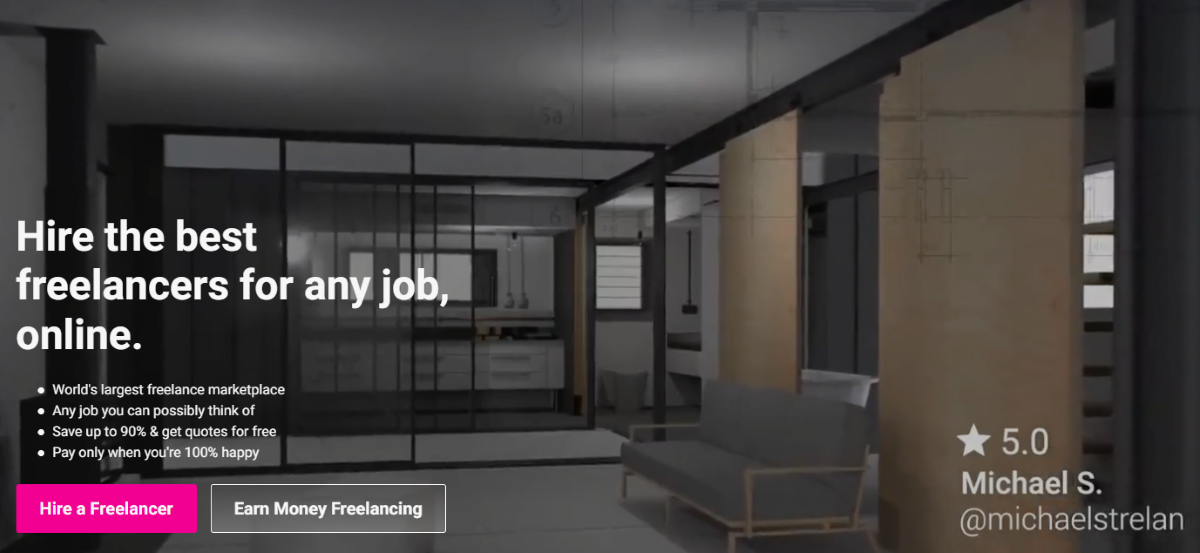 Hire the best
freelancers for any job,
online.
World's largest freelance marketplace
Any job you can possibly think of
Save up to 90% & get quotes for free
Pay only when you're 100% happy
Hire a Freelancer
Earn Money Freelancing
5.0
Michael S.
@michaelstrelan
5a
6